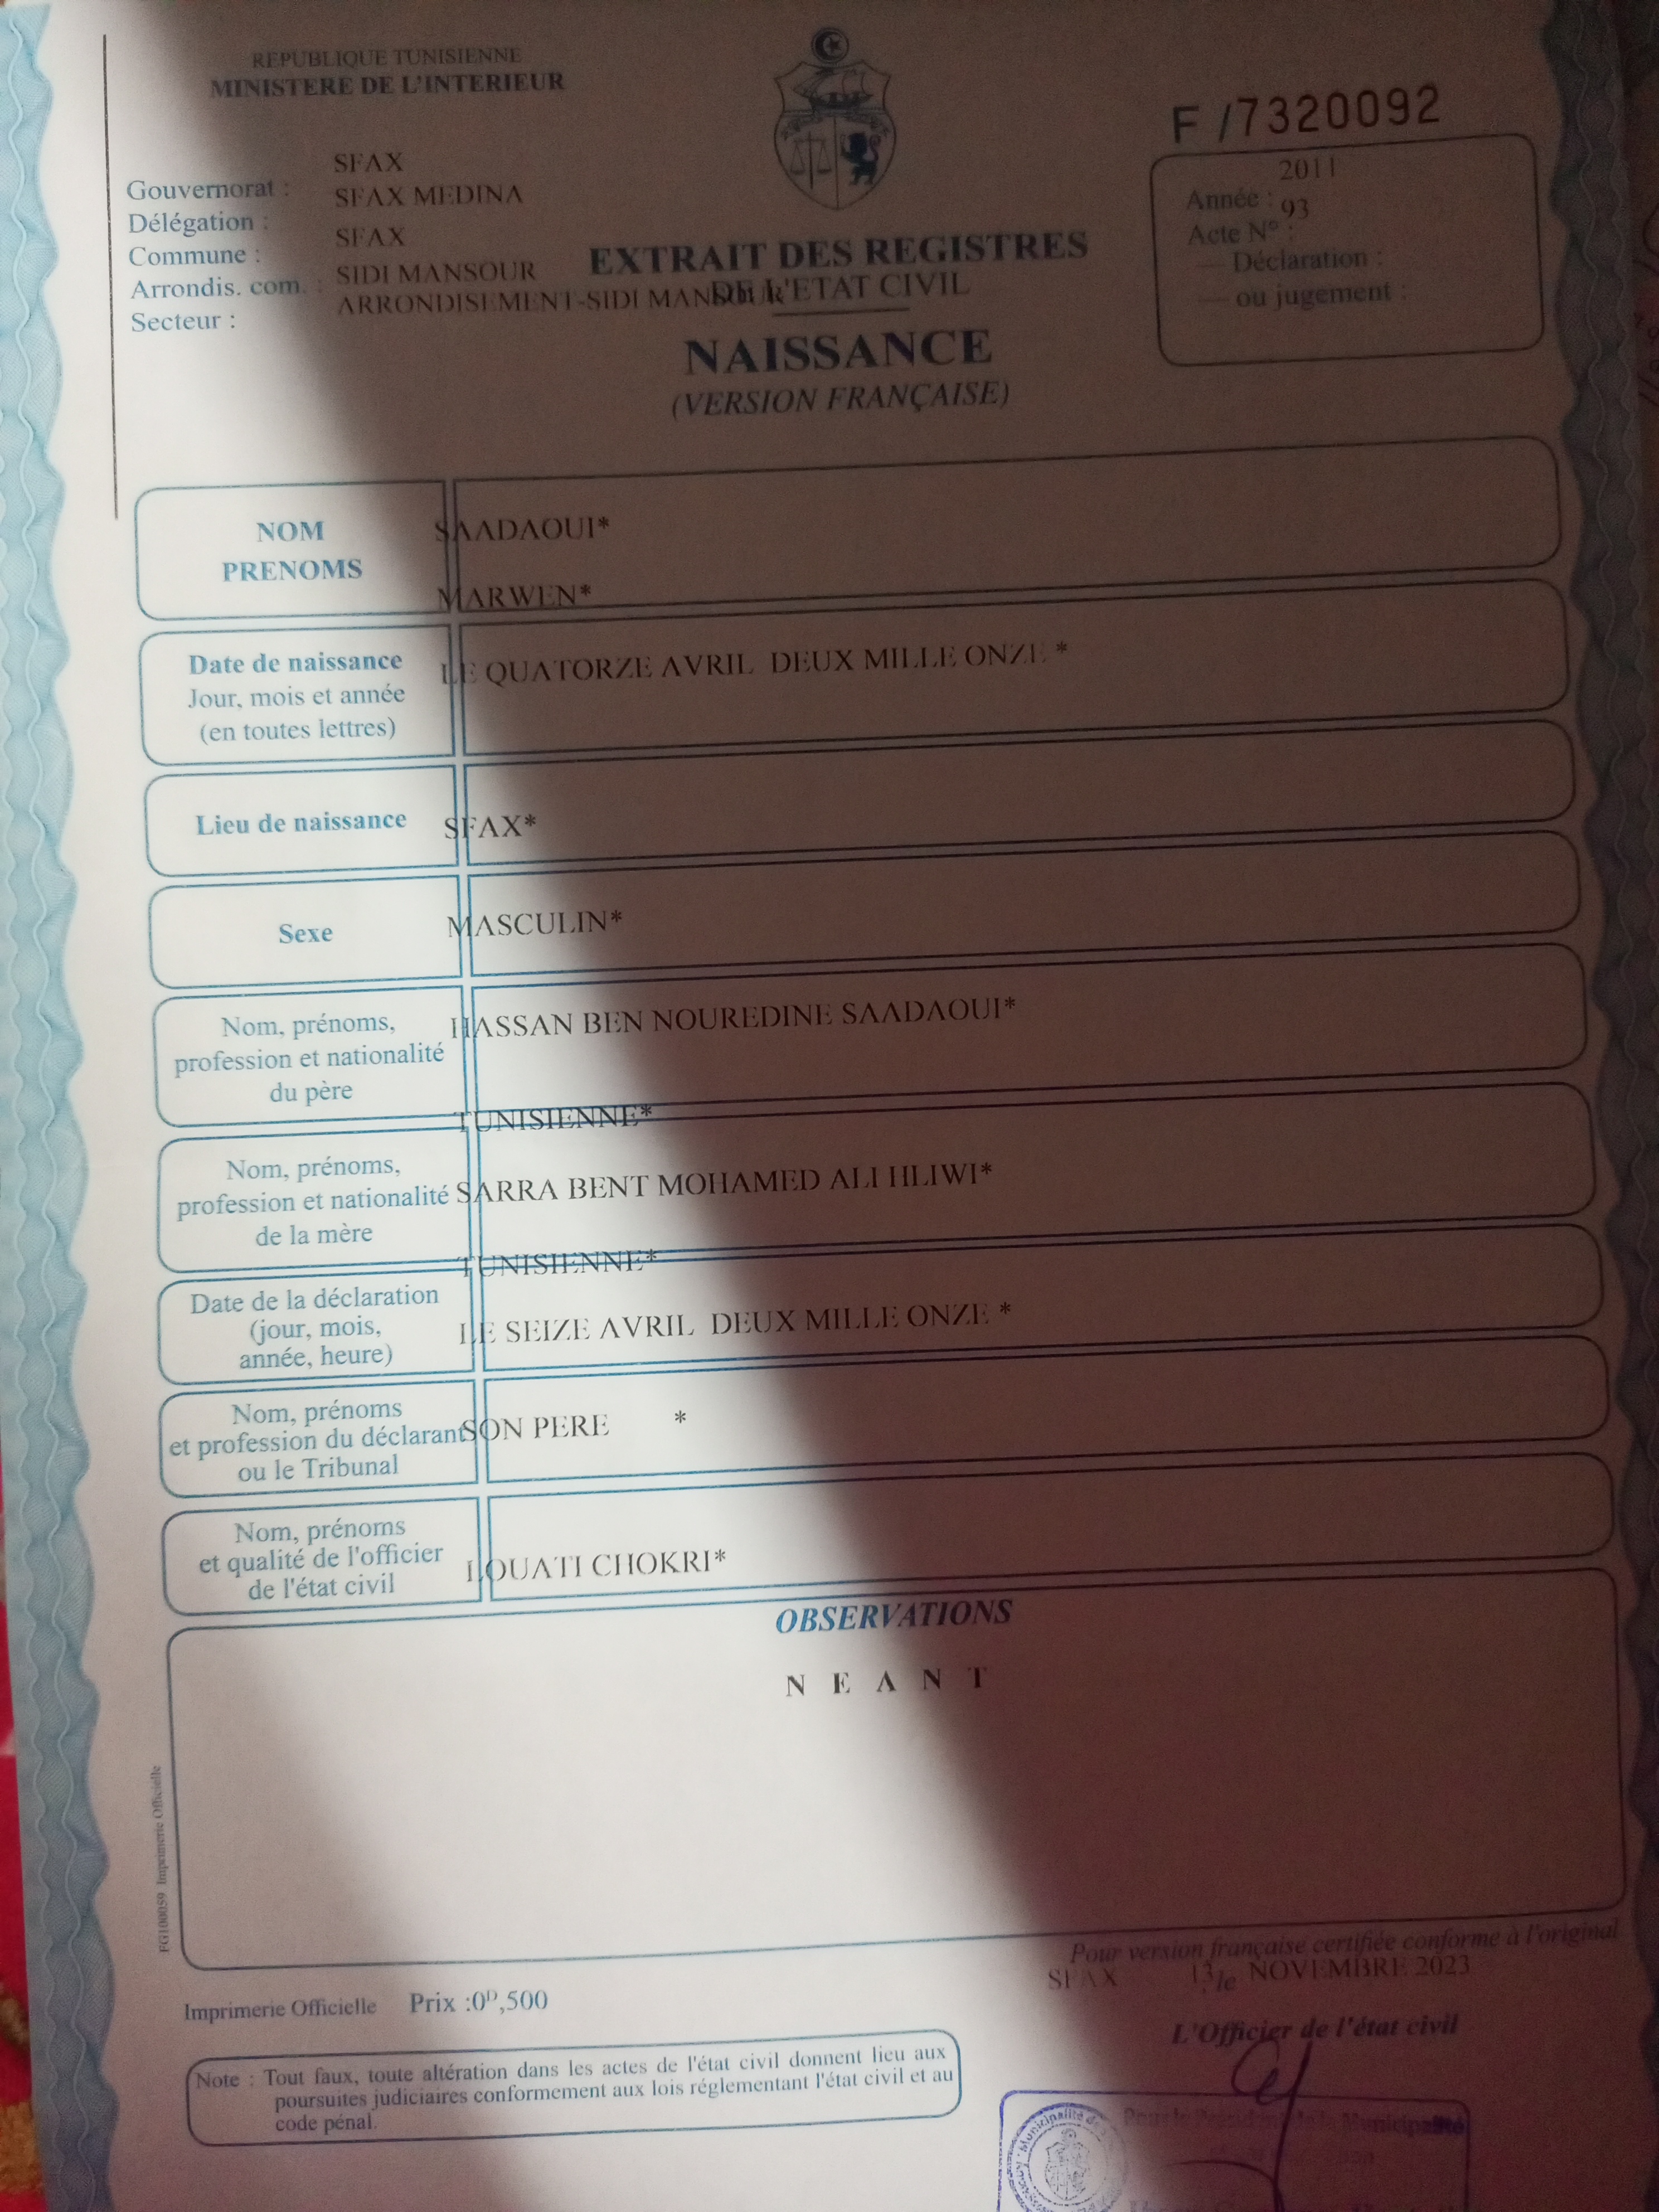 REPUBLIQUE TUNISIENNE
MINISTERE DE L'INTERIEUR
F /7320092
Gouvernorat : SFAX
Délégation : SFAX MEDINA
Commune : SFAX
Arrondis. com. : SIDI MANSOUR
Secteur : ARRONDISEMENT-SIDI MANSOUR
2011
Année :
93
Acte N° :
— Déclaration :
— ou jugement :
EXTRAIT DES REGISTRES
DE L'ETAT CIVIL
NAISSANCE
(VERSION FRANÇAISE)
NOM SAADAOUI*
PRENOMS MARWEN*
Date de naissance LE QUATORZE AVRIL DEUX MILLE ONZE *
Jour, mois et année
(en toutes lettres)
Lieu de naissance SFAX*
Sexe MASCULIN*
Nom, prénoms, HASSAN BEN NOUREDINE SAADAOUI*
profession et nationalité
du père
TUNISIENNE*
Nom, prénoms,
profession et nationalité SARRA BENT MOHAMED ALI HLIWI*
de la mère
TUNISIENNE*
Date de la déclaration
(jour, mois, LE SEIZE AVRIL DEUX MILLE ONZE *
année, heure)
Nom, prénoms
et profession du déclarant SON PERE *
ou le Tribunal
Nom, prénoms
et qualité de l'officier LOUATI CHOKRI*
de l'état civil
OBSERVATIONS
N E A N T
FG100059 Imprimerie Officielle
Pour version française certifiée conforme à l'original
SFAX 13 le NOVEMBRE 2023
Imprimerie Officielle Prix :0ᴰ,500
L'Officier de l'état civil
Note : Tout faux, toute altération dans les actes de l'état civil donnent lieu aux
poursuites judiciaires conformement aux lois réglementant l'état civil et au
code pénal.
Municipalité de
Municipalité